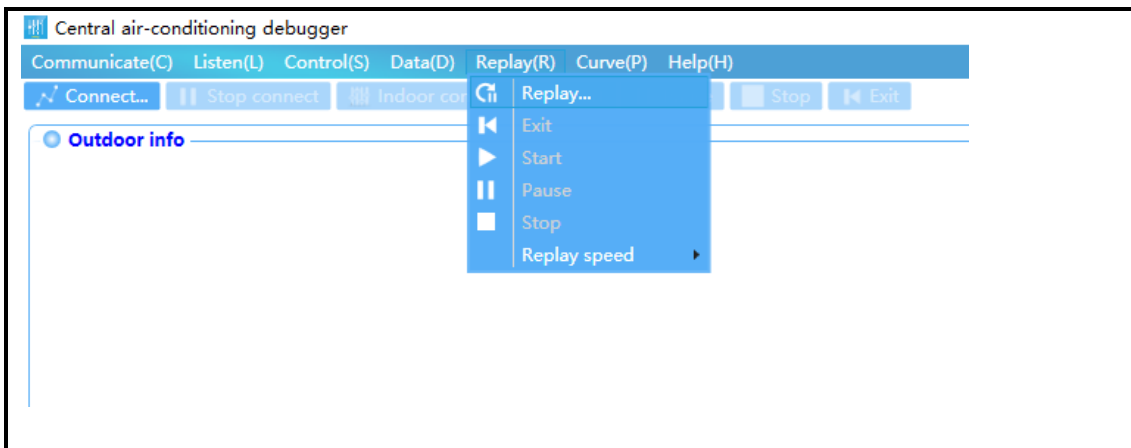 Central air-conditioning debugger
Communicate(C) Listen(L) Control(S) Data(D) Replay(R) Curve(P) Help(H)
Connect... Stop connect Indoor Stop Exit
Replay...
Exit
Outdoor info
Start
Pause
Stop
Replay speed